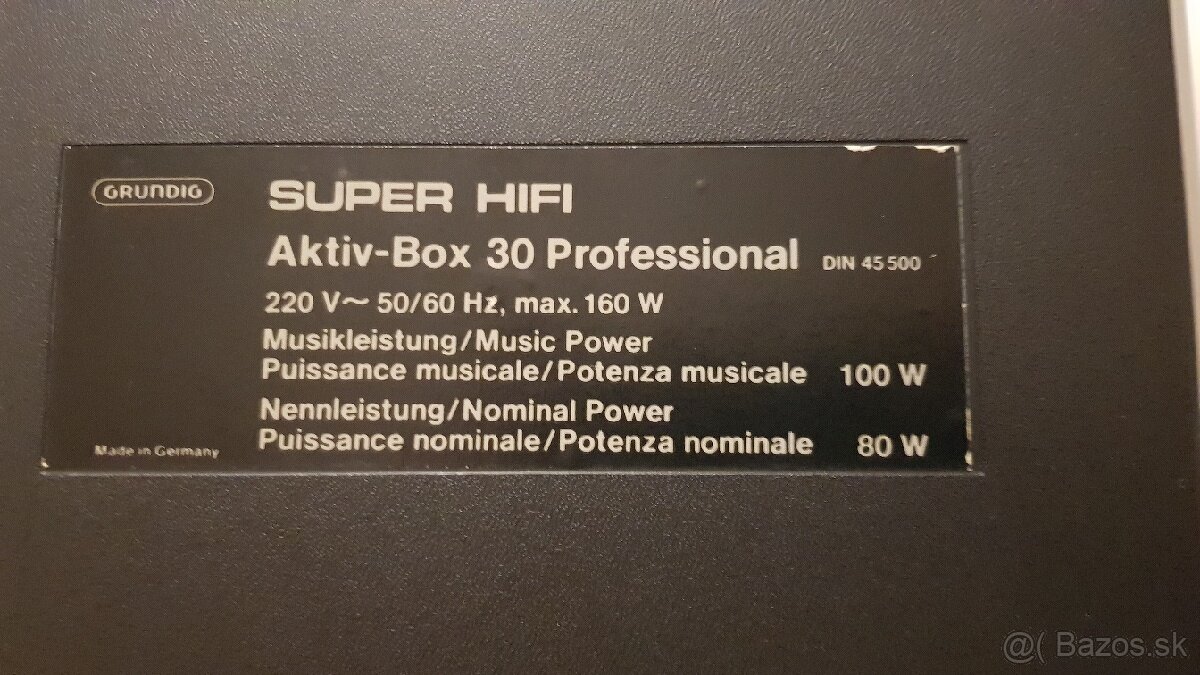 GRUNDIG
SUPER HIFI
Aktiv-Box 30 Professional DIN 45 500
220 V~ 50/60 Hz, max. 160 W
Musikleistung/Music Power
Puissance musicale/Potenza musicale 100 W
Nennleistung/Nominal Power
Puissance nominale/Potenza nominale 80 W
Made in Germany
@( Bazos.sk